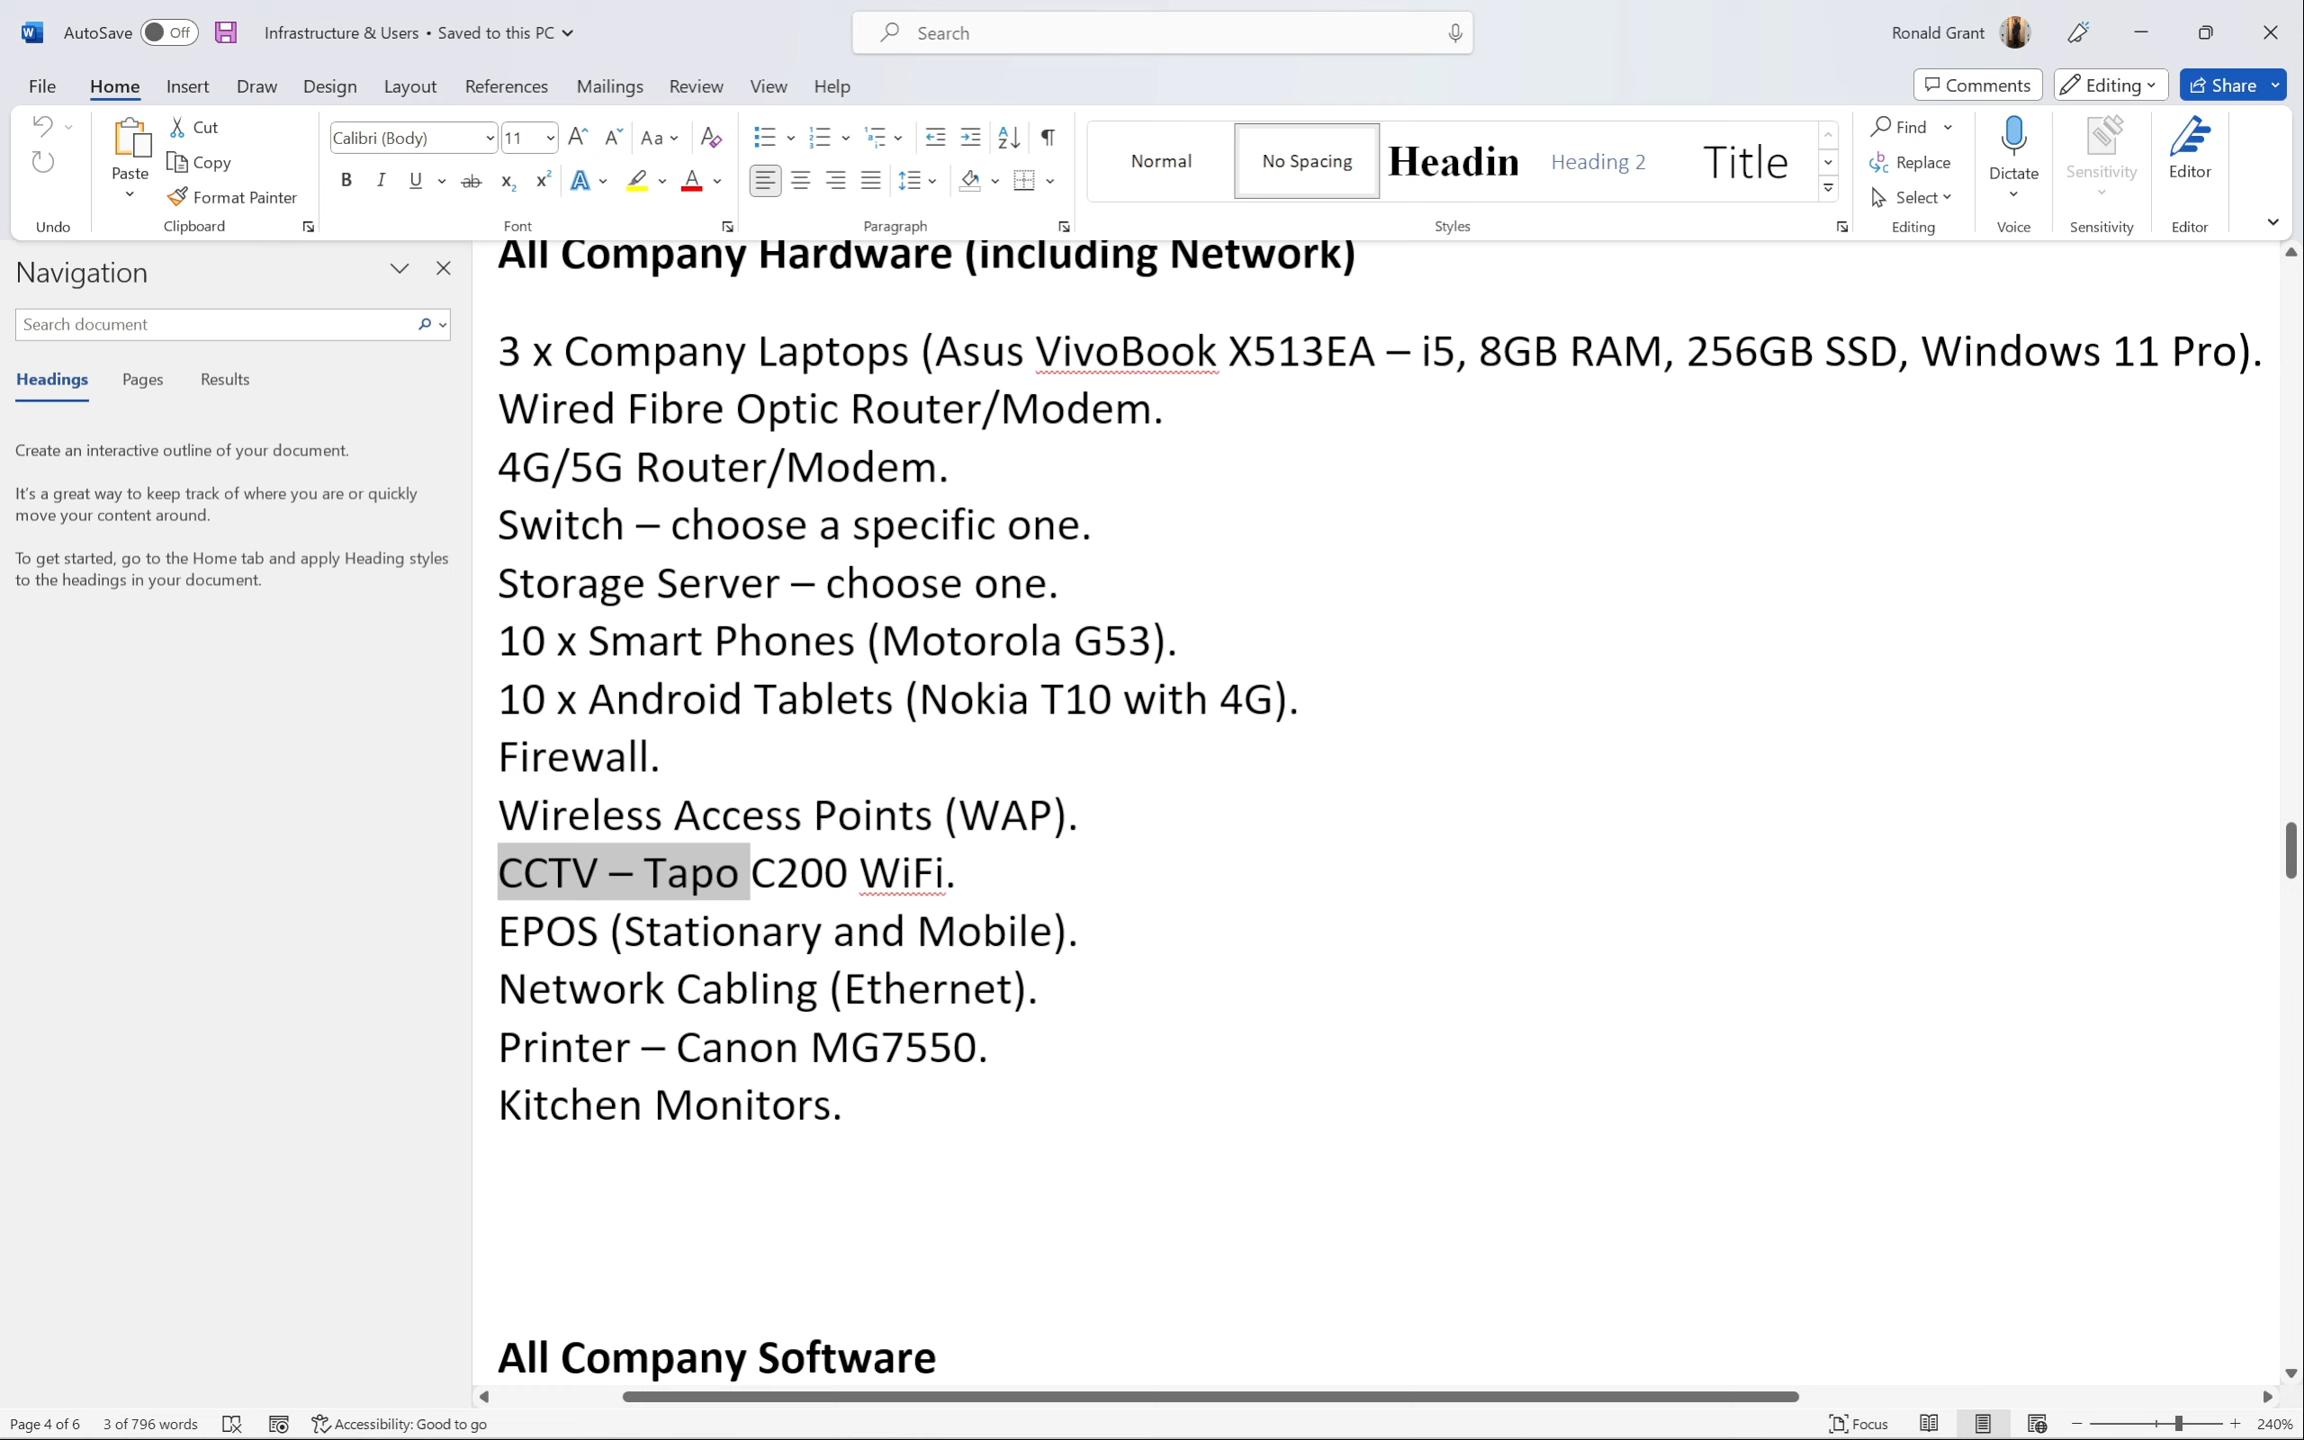 AutoSave Off Infrastructure & Users • Saved to this PC Search Ronald Grant
File Home Insert Draw Design Layout References Mailings Review View Help Comments Editing Share
Paste
Cut
Copy
Format Painter
Calibri (Body) 11
Normal
No Spacing
Headin
Heading 2
Title
Find
Replace
Select
Dictate
Sensitivity
Editor
Undo Clipboard Font Paragraph Styles Editing Voice Sensitivity Editor
Navigation
Search document
Headings Pages Results
Create an interactive outline of your document.
It's a great way to keep track of where you are or quickly
move your content around.
To get started, go to the Home tab and apply Heading styles
to the headings in your document.
All Company Hardware (including Network)
3 x Company Laptops (Asus VivoBook X513EA – i5, 8GB RAM, 256GB SSD, Windows 11 Pro).
Wired Fibre Optic Router/Modem.
4G/5G Router/Modem.
Switch – choose a specific one.
Storage Server – choose one.
10 x Smart Phones (Motorola G53).
10 x Android Tablets (Nokia T10 with 4G).
Firewall.
Wireless Access Points (WAP).
CCTV – Tapo C200 WiFi.
EPOS (Stationary and Mobile).
Network Cabling (Ethernet).
Printer – Canon MG7550.
Kitchen Monitors.
All Company Software
Page 4 of 6 3 of 796 words Accessibility: Good to go Focus 240%